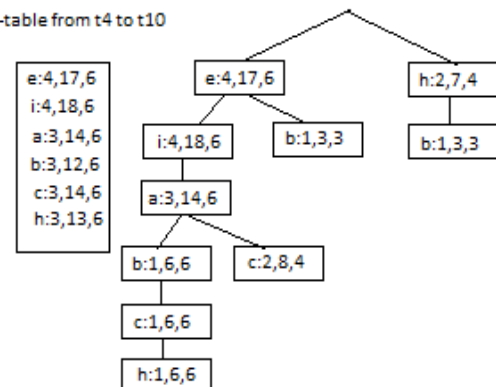 -table from t4 to t10
e:4,17,6
i:4,18,6
a:3,14,6
b:3,12,6
c:3,14,6
h:3,13,6
e:4,17,6
h:2,7,4
i:4,18,6
b:1,3,3
b:1,3,3
a:3,14,6
b:1,6,6
c:2,8,4
c:1,6,6
h:1,6,6